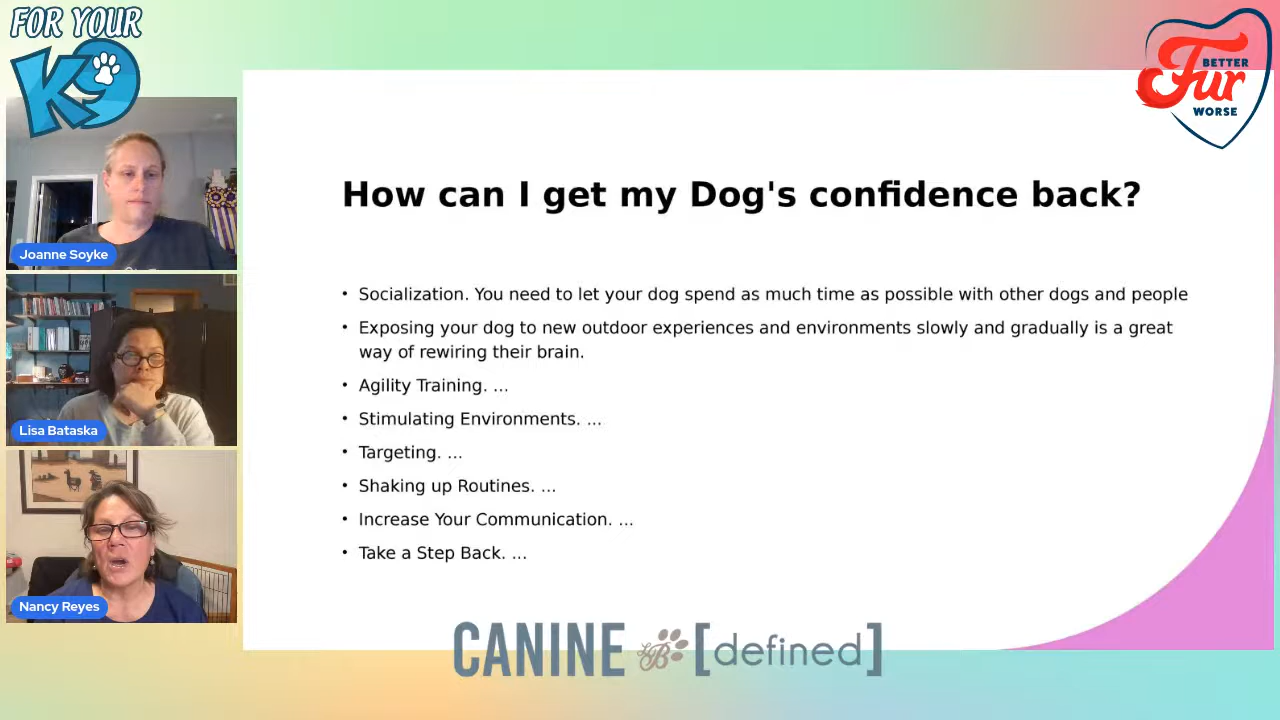 FOR YOUR
K9
BETTER
Fur
WORSE
Joanne Soyke
Lisa Bataska
Nancy Reyes
How can I get my Dog's confidence back?
• Socialization. You need to let your dog spend as much time as possible with other dogs and people
• Exposing your dog to new outdoor experiences and environments slowly and gradually is a great
way of rewiring their brain.
• Agility Training. ...
• Stimulating Environments. ...
• Targeting. ...
• Shaking up Routines. ...
• Increase Your Communication. ...
• Take a Step Back. ...
CANINE LB [defined]